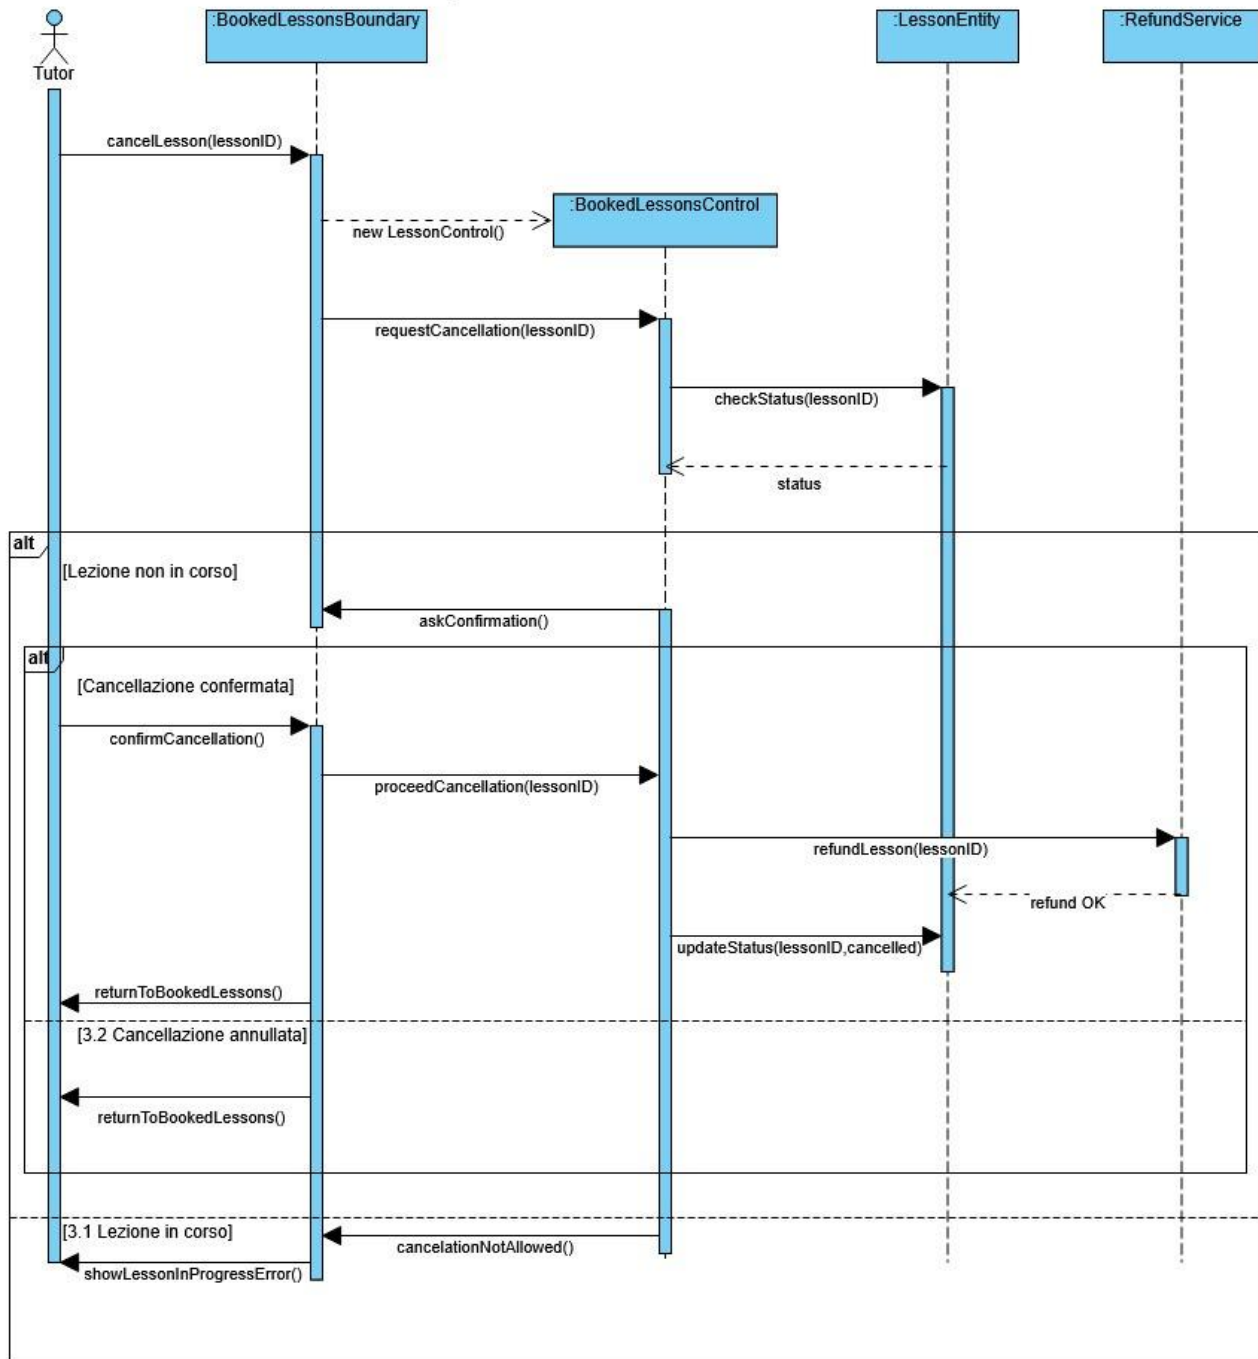 :BookedLessonsBoundary
:LessonEntity
:RefundService
Tutor
cancelLesson(lessonID)
:BookedLessonsControl
new LessonControl()
requestCancellation(lessonID)
checkStatus(lessonID)
status
alt
[Lezione non in corso]
askConfirmation()
alt
[Cancellazione confermata]
confirmCancellation()
proceedCancellation(lessonID)
refundLesson(lessonID)
refund OK
updateStatus(lessonID,cancelled)
returnToBookedLessons()
[3.2 Cancellazione annullata]
returnToBookedLessons()
[3.1 Lezione in corso]
cancelationNotAllowed()
showLessonInProgressError()